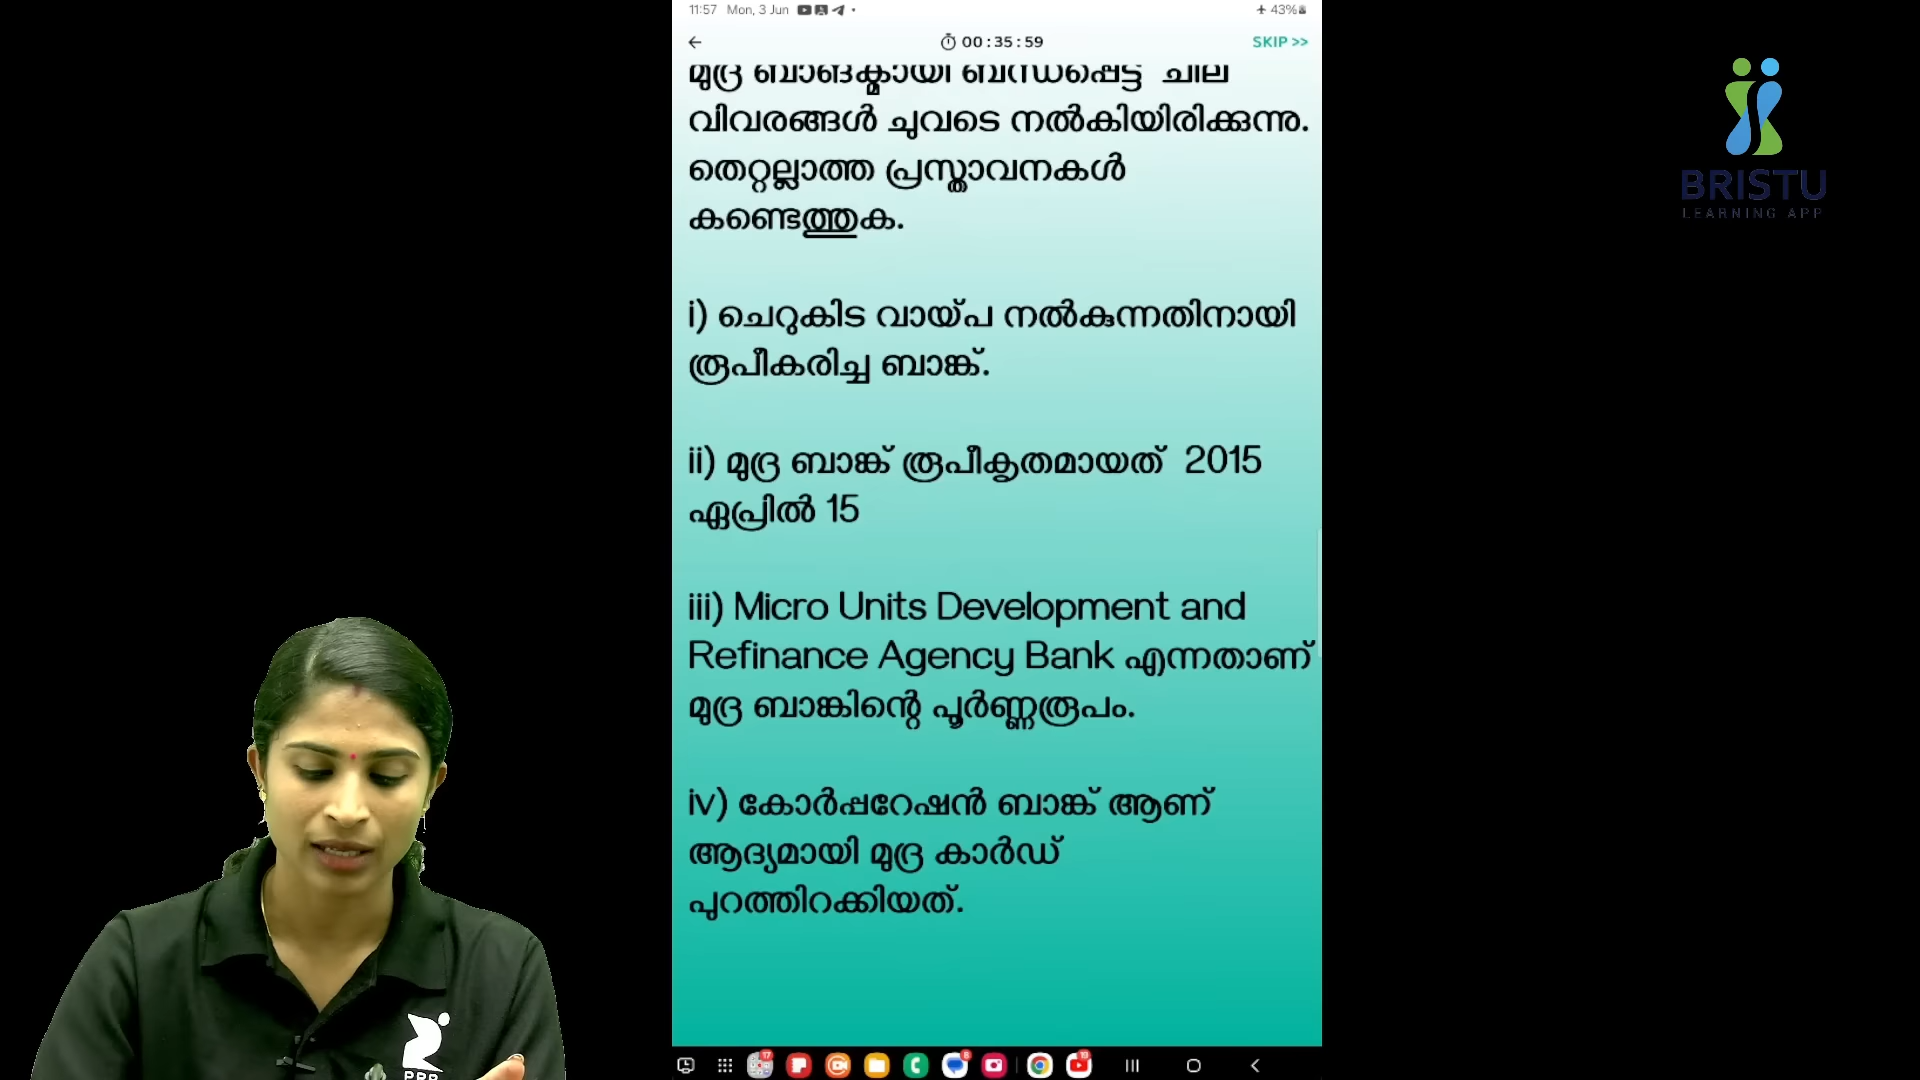 11:57 Mon, 3 Jun
43%
00 : 35 : 59
SKIP >>
മുദ്ര ബാങ്കുമായി ബന്ധപ്പെട്ട ചില
വിവരങ്ങൾ ചുവടെ നൽകിയിരിക്കുന്നു.
തെറ്റല്ലാത്ത പ്രസ്താവനകൾ
കണ്ടെത്തുക.
i) ചെറുകിട വായ്പ നൽകുന്നതിനായി
രൂപീകരിച്ച ബാങ്ക്.
ii) മുദ്ര ബാങ്ക് രൂപീകൃതമായത് 2015
ഏപ്രിൽ 15
iii) Micro Units Development and
Refinance Agency Bank എന്നതാണ്
മുദ്ര ബാങ്കിന്റെ പൂർണ്ണരൂപം.
iv) കോർപ്പറേഷൻ ബാങ്ക് ആണ്
ആദ്യമായി മുദ്ര കാർഡ്
പുറത്തിറക്കിയത്.
BRISTU
LEARNING APP